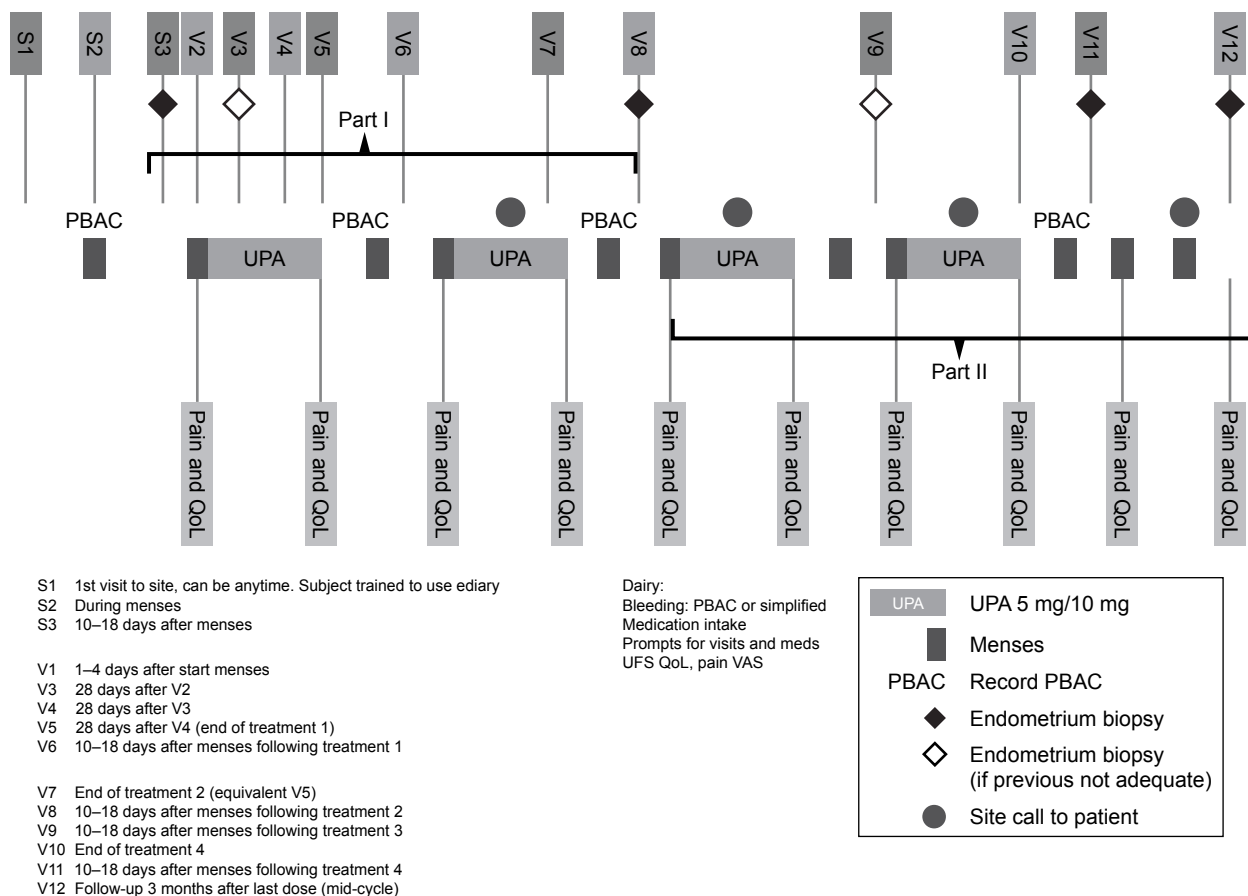 S1 S2 S3 V2 V3 V4 V5 V6 V7 V8 V9 V10 V11 V12
Part I
PBAC PBAC PBAC PBAC
UPA UPA UPA UPA
Part II
Pain and QoL Pain and QoL Pain and QoL Pain and QoL Pain and QoL Pain and QoL Pain and QoL Pain and QoL Pain and QoL Pain and QoL
S1 1st visit to site, can be anytime. Subject trained to use ediary
S2 During menses
S3 10–18 days after menses
V1 1–4 days after start menses
V3 28 days after V2
V4 28 days after V3
V5 28 days after V4 (end of treatment 1)
V6 10–18 days after menses following treatment 1
V7 End of treatment 2 (equivalent V5)
V8 10–18 days after menses following treatment 2
V9 10–18 days after menses following treatment 3
V10 End of treatment 4
V11 10–18 days after menses following treatment 4
V12 Follow-up 3 months after last dose (mid-cycle)
Dairy:
Bleeding: PBAC or simplified
Medication intake
Prompts for visits and meds
UFS QoL, pain VAS
UPA UPA 5 mg/10 mg
Menses
PBAC Record PBAC
Endometrium biopsy
Endometrium biopsy
(if previous not adequate)
Site call to patient